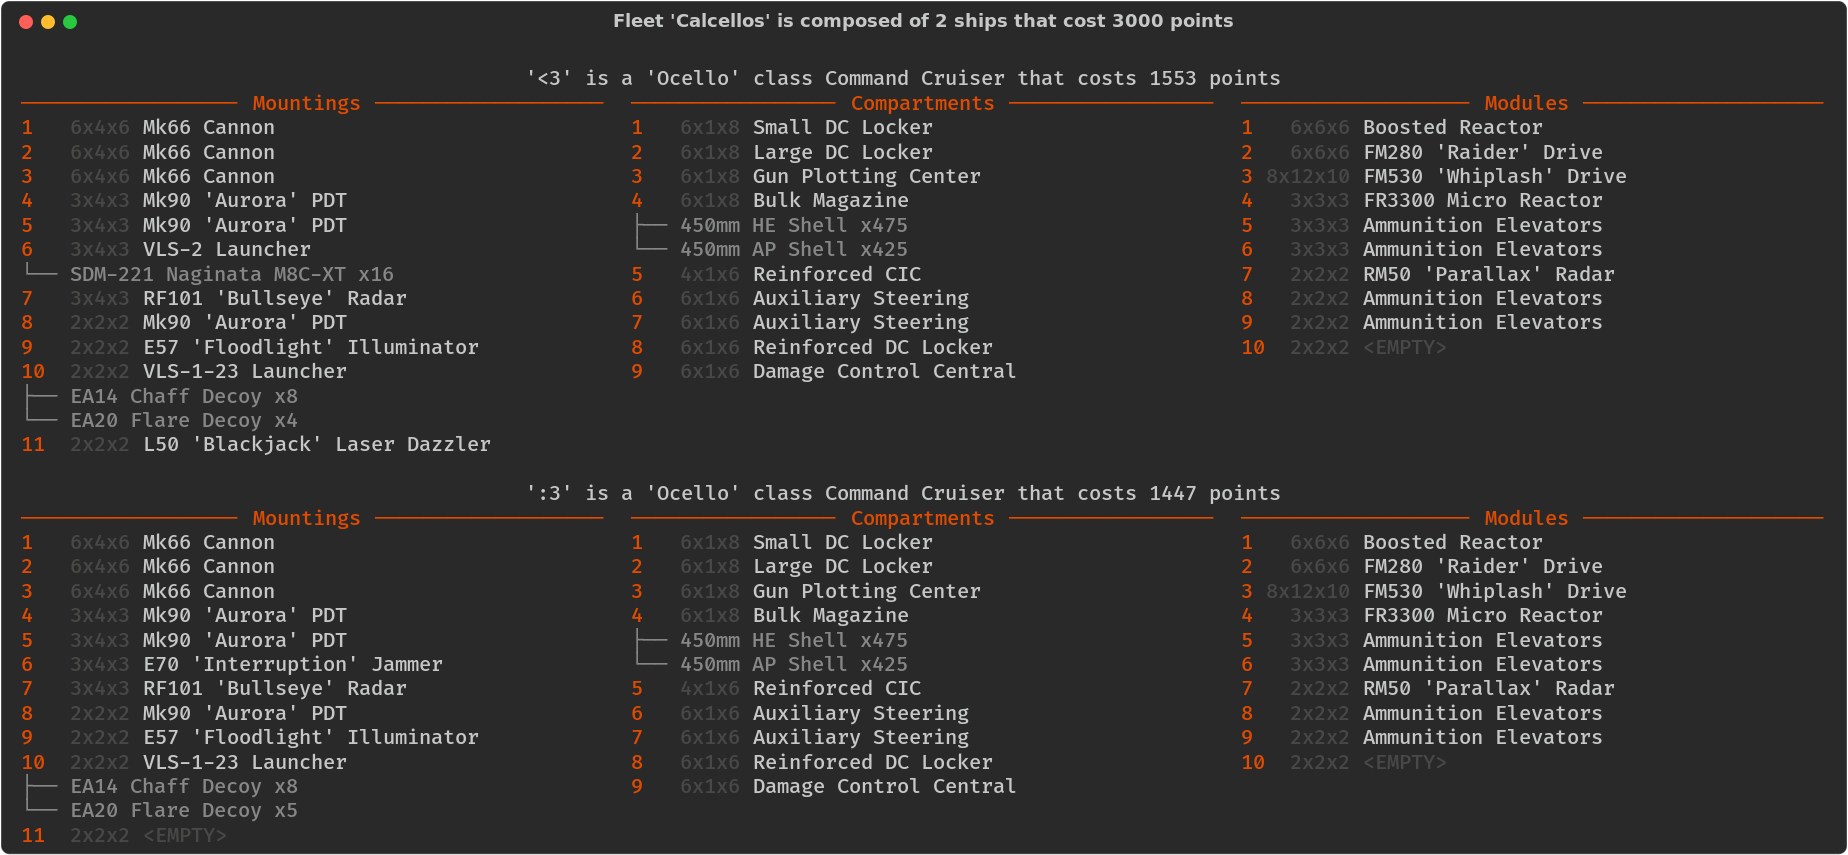 Fleet 'Calcellos' is composed of 2 ships that cost 3000 points
'<3' is a 'Ocello' class Command Cruiser that costs 1553 points
Mountings
1 6x4x6 Mk66 Cannon
2 6x4x6 Mk66 Cannon
3 6x4x6 Mk66 Cannon
4 3x4x3 Mk90 'Aurora' PDT
5 3x4x3 Mk90 'Aurora' PDT
6 3x4x3 VLS-2 Launcher
SDM-221 Naginata M8C-XT x16
7 3x4x3 RF101 'Bullseye' Radar
8 2x2x2 Mk90 'Aurora' PDT
9 2x2x2 E57 'Floodlight' Illuminator
10 2x2x2 VLS-1-23 Launcher
EA14 Chaff Decoy x8
EA20 Flare Decoy x4
11 2x2x2 L50 'Blackjack' Laser Dazzler
Compartments
1 6x1x8 Small DC Locker
2 6x1x8 Large DC Locker
3 6x1x8 Gun Plotting Center
4 6x1x8 Bulk Magazine
450mm HE Shell x475
450mm AP Shell x425
5 4x1x6 Reinforced CIC
6 6x1x6 Auxiliary Steering
7 6x1x6 Auxiliary Steering
8 6x1x6 Reinforced DC Locker
9 6x1x6 Damage Control Central
Modules
1 6x6x6 Boosted Reactor
2 6x6x6 FM280 'Raider' Drive
3 8x12x10 FM530 'Whiplash' Drive
4 3x3x3 FR3300 Micro Reactor
5 3x3x3 Ammunition Elevators
6 3x3x3 Ammunition Elevators
7 2x2x2 RM50 'Parallax' Radar
8 2x2x2 Ammunition Elevators
9 2x2x2 Ammunition Elevators
10 2x2x2 <EMPTY>
':3' is a 'Ocello' class Command Cruiser that costs 1447 points
Mountings
1 6x4x6 Mk66 Cannon
2 6x4x6 Mk66 Cannon
3 6x4x6 Mk66 Cannon
4 3x4x3 Mk90 'Aurora' PDT
5 3x4x3 Mk90 'Aurora' PDT
6 3x4x3 E70 'Interruption' Jammer
7 3x4x3 RF101 'Bullseye' Radar
8 2x2x2 Mk90 'Aurora' PDT
9 2x2x2 E57 'Floodlight' Illuminator
10 2x2x2 VLS-1-23 Launcher
EA14 Chaff Decoy x8
EA20 Flare Decoy x5
11 2x2x2 <EMPTY>
Compartments
1 6x1x8 Small DC Locker
2 6x1x8 Large DC Locker
3 6x1x8 Gun Plotting Center
4 6x1x8 Bulk Magazine
450mm HE Shell x475
450mm AP Shell x425
5 4x1x6 Reinforced CIC
6 6x1x6 Auxiliary Steering
7 6x1x6 Auxiliary Steering
8 6x1x6 Reinforced DC Locker
9 6x1x6 Damage Control Central
Modules
1 6x6x6 Boosted Reactor
2 6x6x6 FM280 'Raider' Drive
3 8x12x10 FM530 'Whiplash' Drive
4 3x3x3 FR3300 Micro Reactor
5 3x3x3 Ammunition Elevators
6 3x3x3 Ammunition Elevators
7 2x2x2 RM50 'Parallax' Radar
8 2x2x2 Ammunition Elevators
9 2x2x2 Ammunition Elevators
10 2x2x2 <EMPTY>